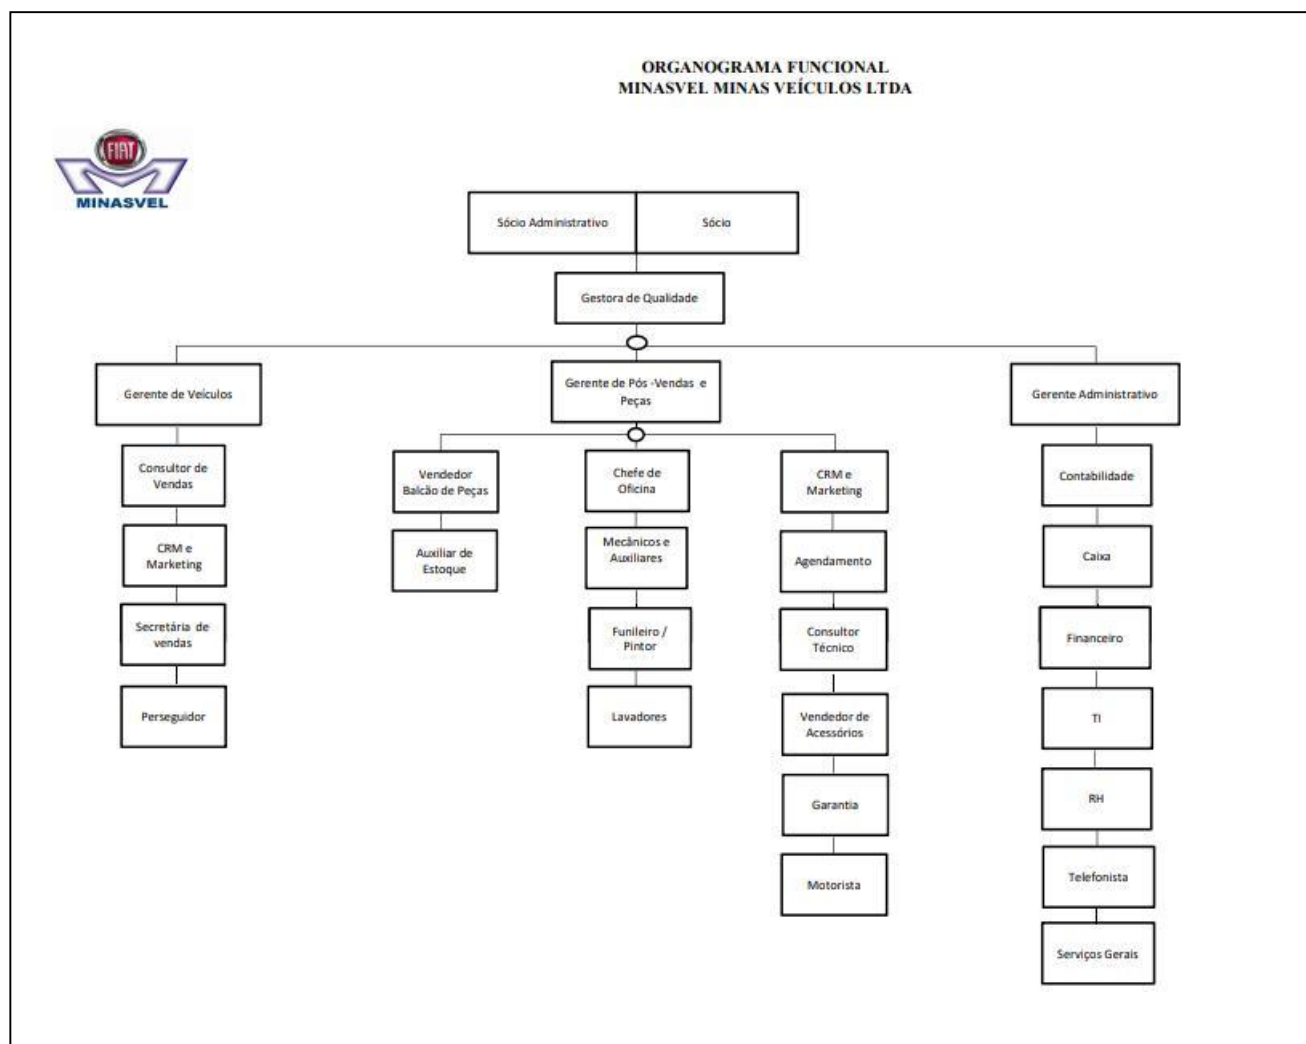 ORGANOGRAMA FUNCIONAL
MINASVEL MINAS VEÍCULOS LTDA
FIAT
MINASVEL
Sócio Administrativo
Sócio
Gestora de Qualidade
Gerente de Veículos
Gerente de Pós -Vendas e
Peças
Gerente Administrativo
Consultor de
Vendas
CRM e
Marketing
Secretária de
vendas
Perseguidor
Vendedor
Balcão de Peças
Auxiliar de
Estoque
Chefe de
Oficina
Mecânicos e
Auxiliares
Funileiro /
Pintor
Lavadores
CRM e
Marketing
Agendamento
Consultor
Técnico
Vendedor de
Acessórios
Garantia
Motorista
Contabilidade
Caixa
Financeiro
TI
RH
Telefonista
Serviços Gerais